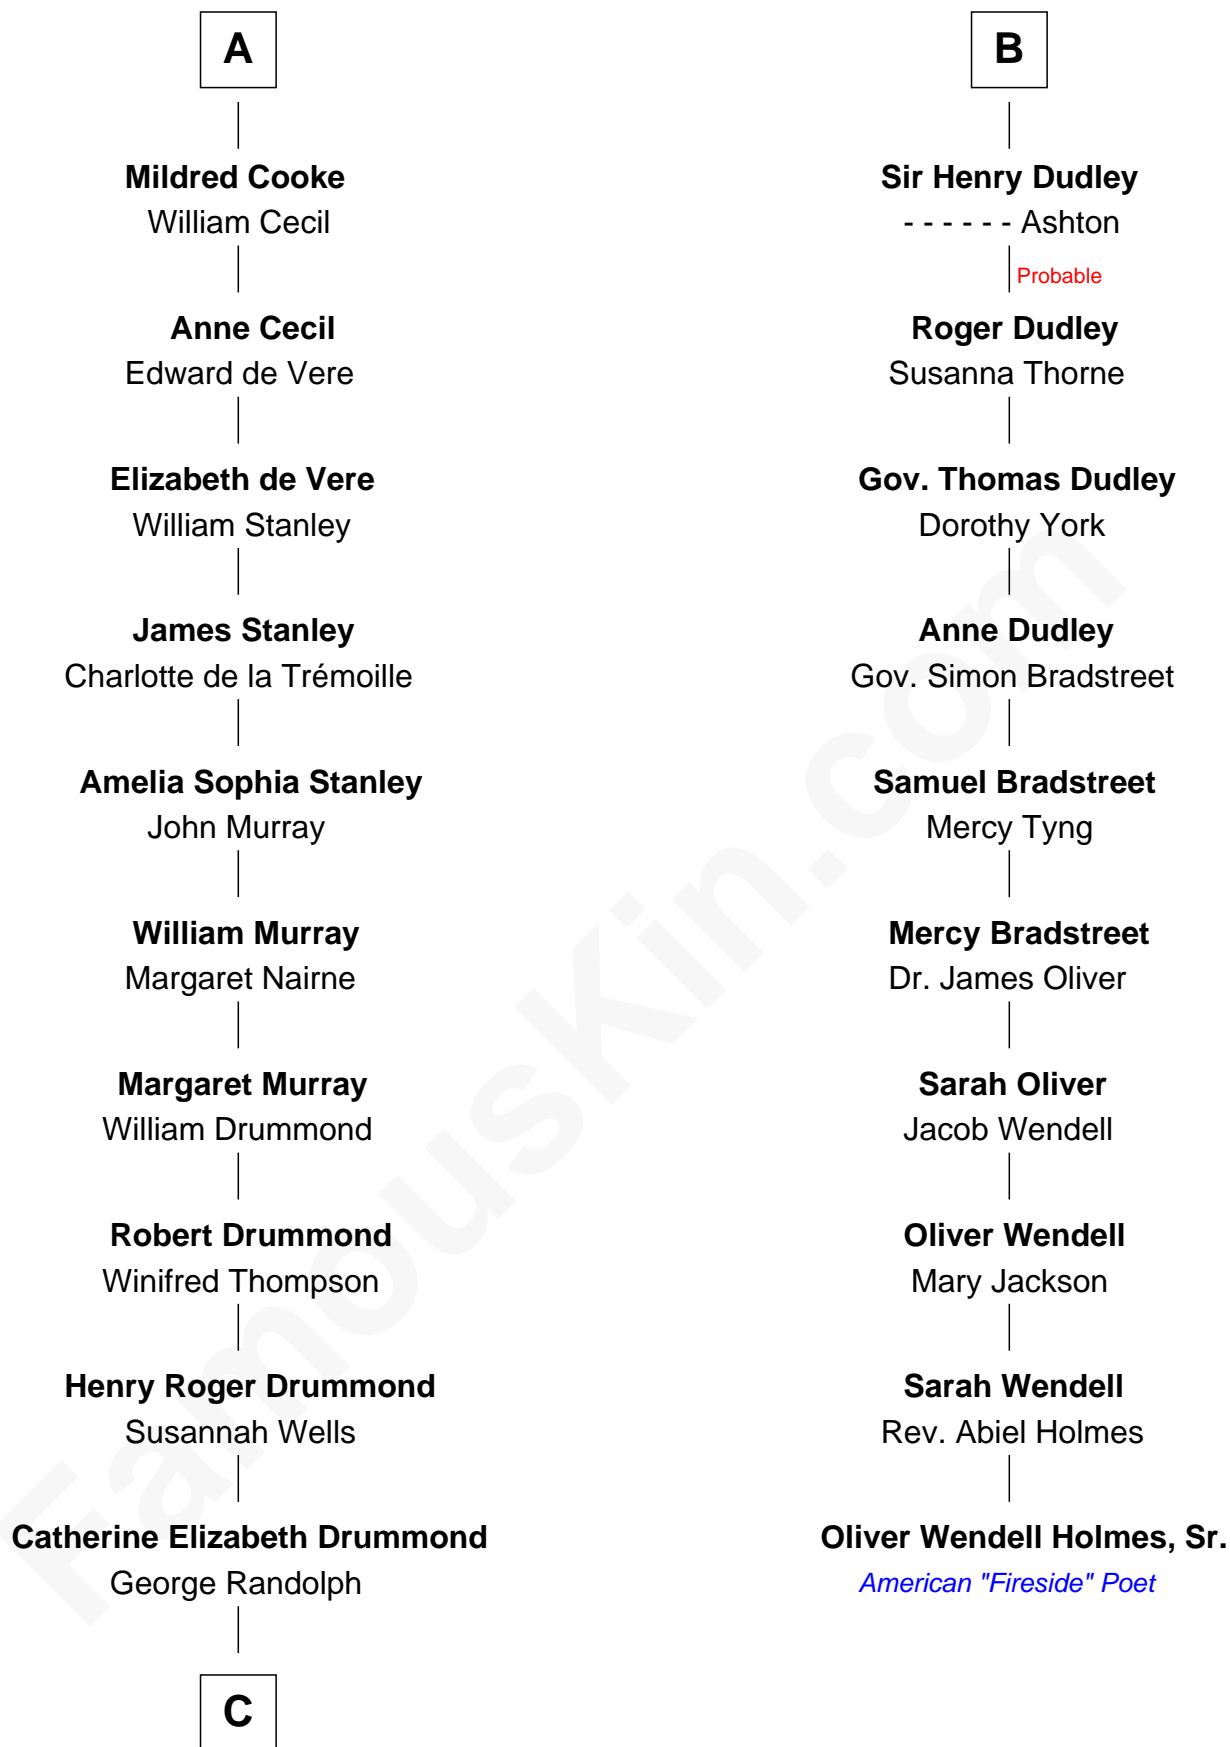 A
Mildred Cooke
William Cecil
Anne Cecil
Edward de Vere
Elizabeth de Vere
William Stanley
James Stanley
Charlotte de la Trémoille
Amelia Sophia Stanley
John Murray
William Murray
Margaret Nairne
Margaret Murray
William Drummond
Robert Drummond
Winifred Thompson
Henry Roger Drummond
Susannah Wells
Catherine Elizabeth Drummond
George Randolph
C
B
Sir Henry Dudley
- - - - - - Ashton
Probable
Roger Dudley
Susanna Thorne
Gov. Thomas Dudley
Dorothy York
Anne Dudley
Gov. Simon Bradstreet
Samuel Bradstreet
Mercy Tyng
Mercy Bradstreet
Dr. James Oliver
Sarah Oliver
Jacob Wendell
Oliver Wendell
Mary Jackson
Sarah Wendell
Rev. Abiel Holmes
Oliver Wendell Holmes, Sr.
American "Fireside" Poet
FamousKin.com